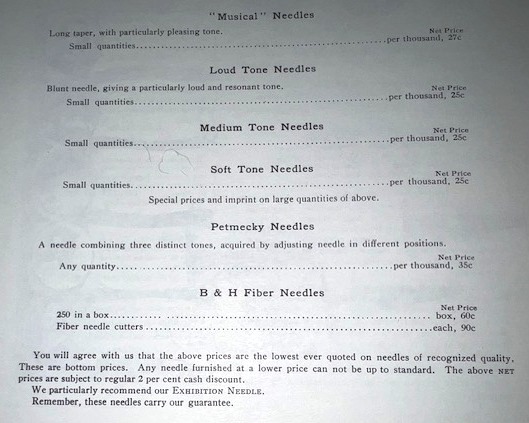 "Musical" Needles
Long taper, with particularly pleasing tone.
Net Price
Small quantities..........per thousand, 27c
Loud Tone Needles
Blunt needle, giving a particularly loud and resonant tone.
Net Price
Small quantities..........per thousand, 25c
Medium Tone Needles
Net Price
Small quantities..........per thousand, 25c
Soft Tone Needles
Net Price
Small quantities..........per thousand, 25c
Special prices and imprint on large quantities of above.
Petmecky Needles
A needle combining three distinct tones, acquired by adjusting needle in different positions.
Net Price
Any quantity..........per thousand, 35c
B & H Fiber Needles
Net Price
250 in a box..........box, 60c
Fiber needle cutters..........each, 90c
You will agree with us that the above prices are the lowest ever quoted on needles of recognized quality.
These are bottom prices. Any needle furnished at a lower price can not be up to standard. The above NET
prices are subject to regular 2 per cent cash discount.
We particularly recommend our EXHIBITION NEEDLE.
Remember, these needles carry our guarantee.